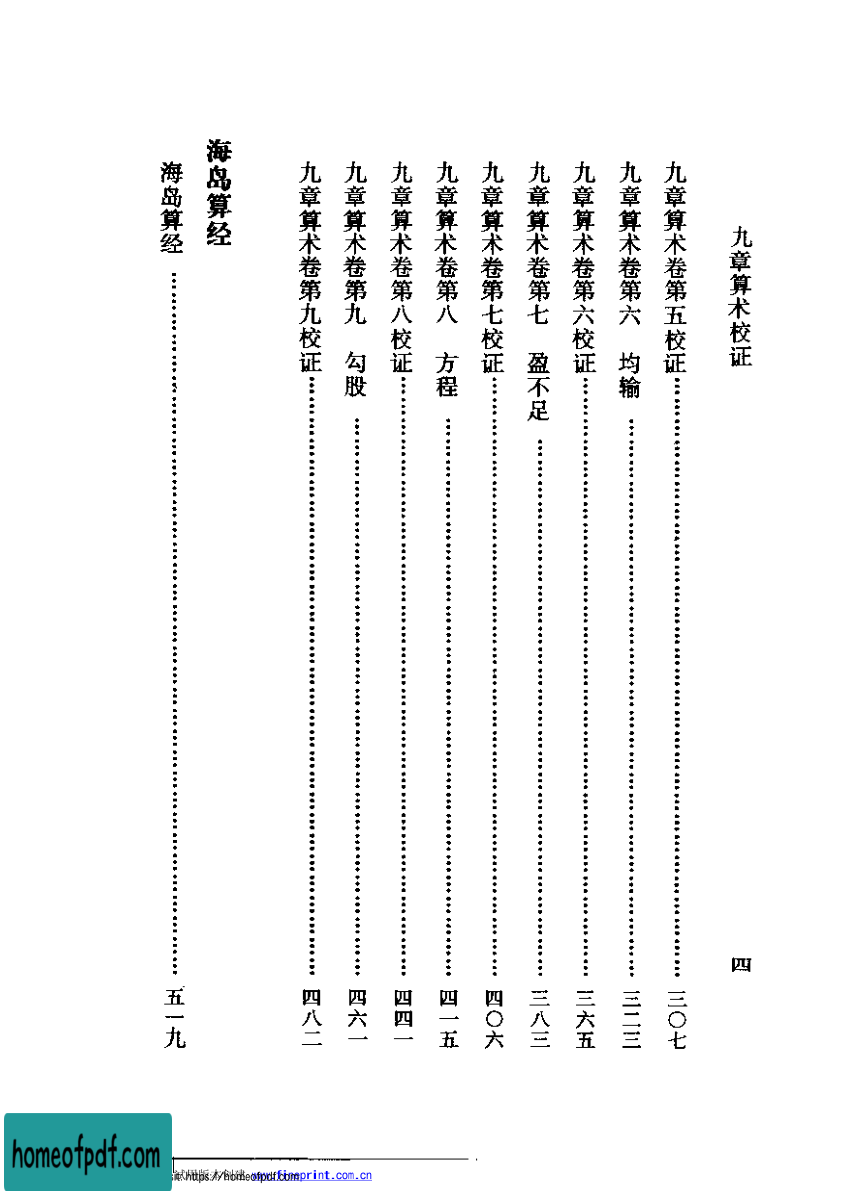 九章算术校证
四
九章算术卷第五校证……三〇七
九章算术卷第六 均输……三二三
九章算术卷第六校证……三六五
九章算术卷第七 盈不足……三八三
九章算术卷第七校证……四〇六
九章算术卷第八 方程……四一五
九章算术卷第八校证……四四一
九章算术卷第九 勾股……四六一
九章算术卷第九校证……四八二
海岛算经
海岛算经……五一九
homeofpdf.com
https://homeofpdf.com